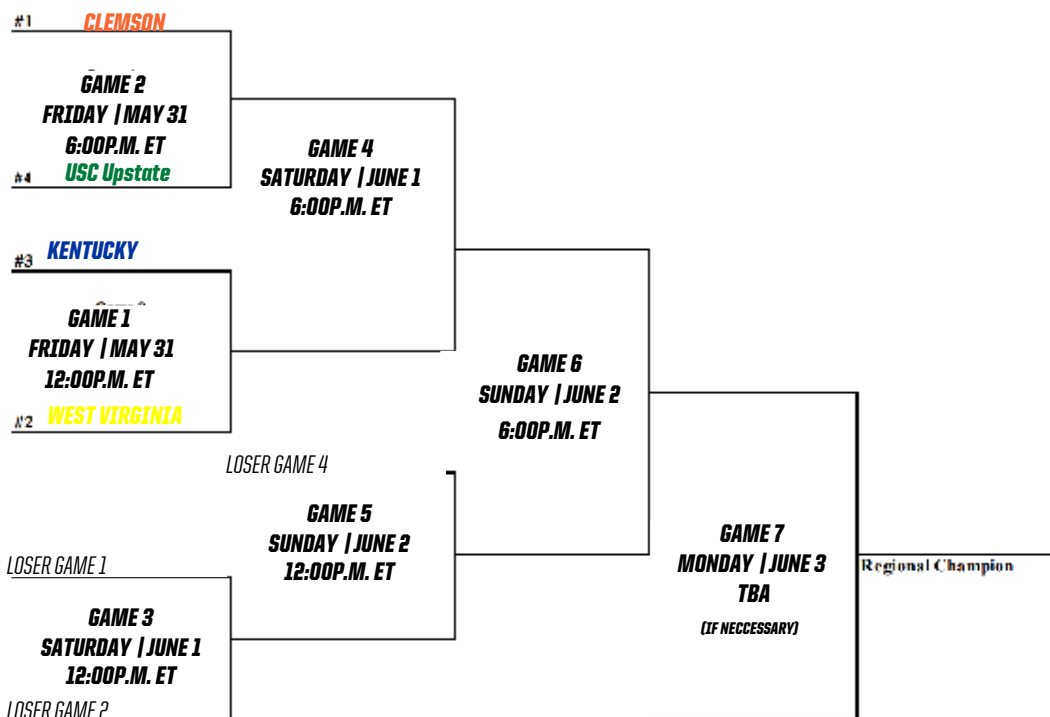 #1 CLEMSON
GAME 2
FRIDAY | MAY 31
6:00P.M. ET
#4 USC Upstate
#3 KENTUCKY
GAME 1
FRIDAY | MAY 31
12:00P.M. ET
#2 WEST VIRGINIA
GAME 4
SATURDAY | JUNE 1
6:00P.M. ET
LOSER GAME 4
GAME 5
SUNDAY | JUNE 2
12:00P.M. ET
LOSER GAME 1
GAME 3
SATURDAY | JUNE 1
12:00P.M. ET
LOSER GAME 2
GAME 6
SUNDAY | JUNE 2
6:00P.M. ET
GAME 7
MONDAY | JUNE 3
TBA
(IF NECCESSARY)
Regional Champion